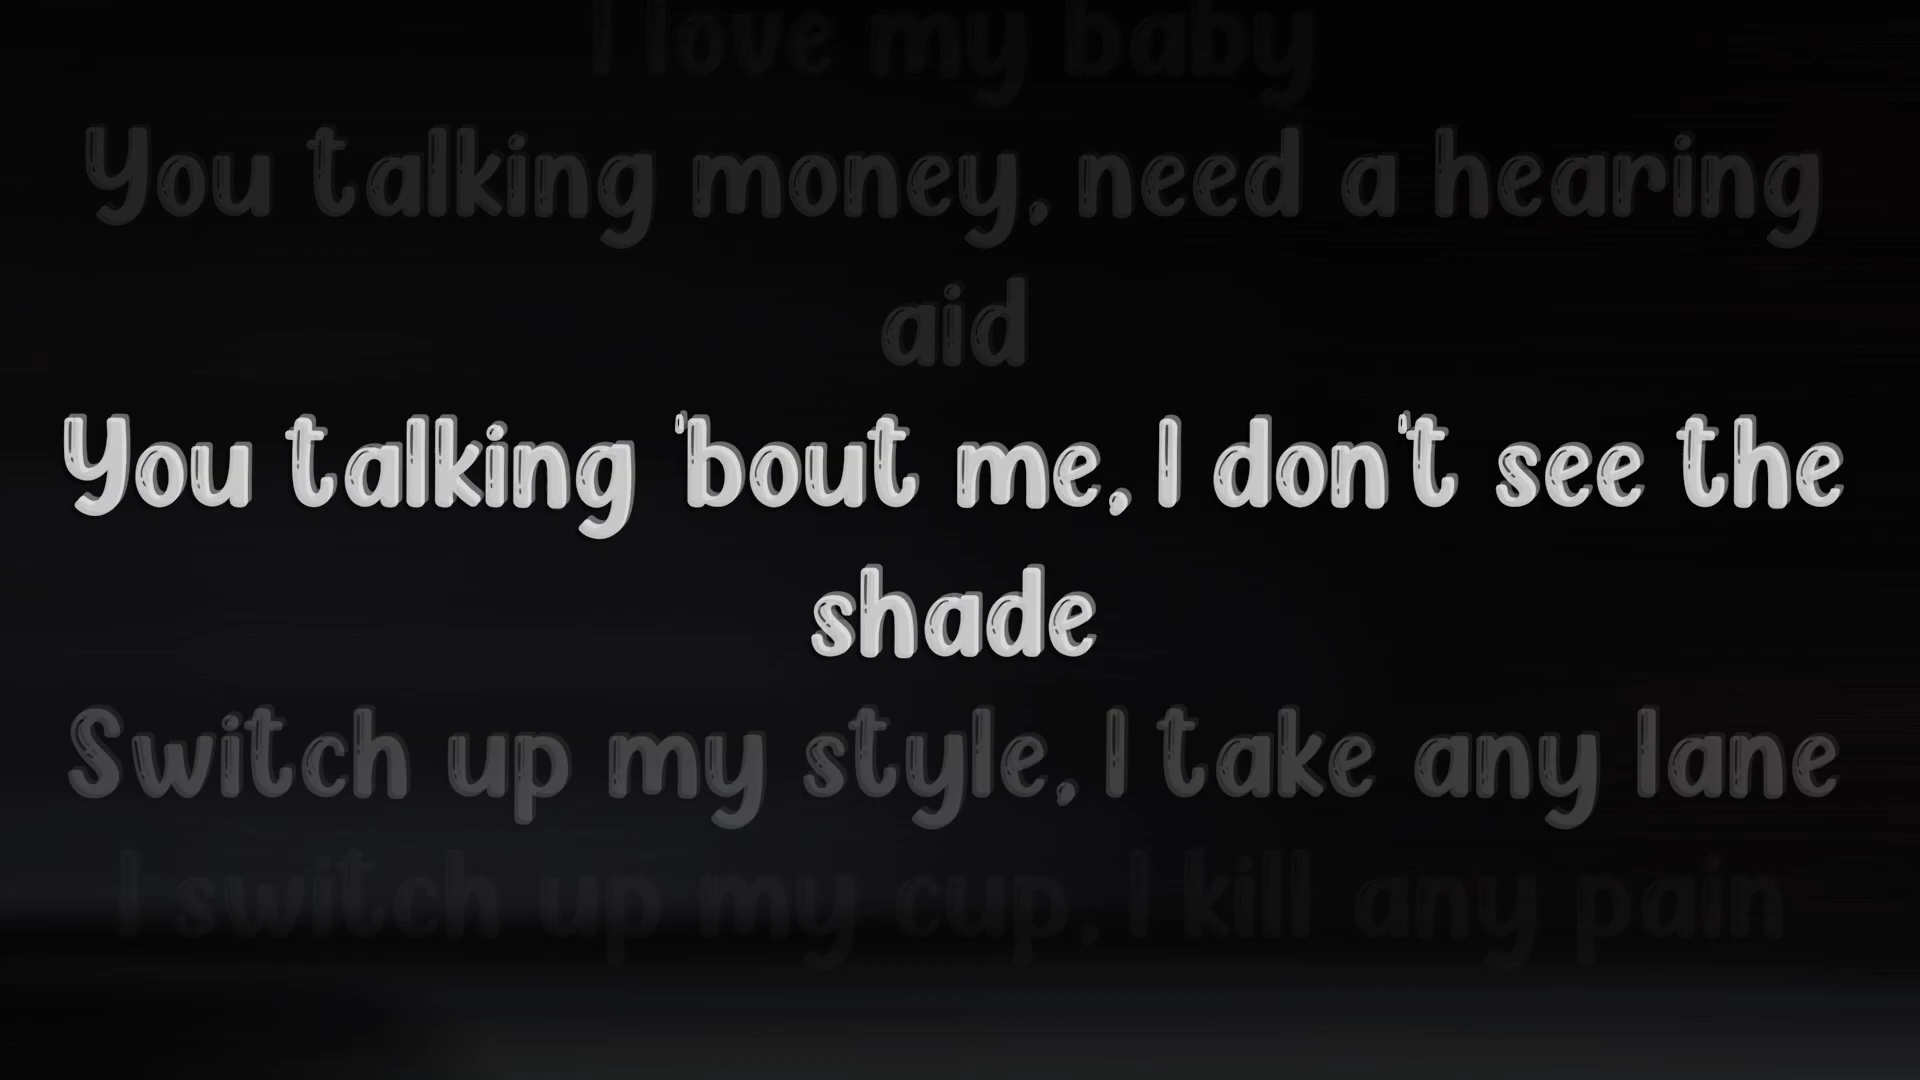 I love my baby
You talking money, need a hearing
aid
You talking 'bout me, I don't see the
shade
Switch up my style, I take any lane
I switch up my cup, I kill any pain